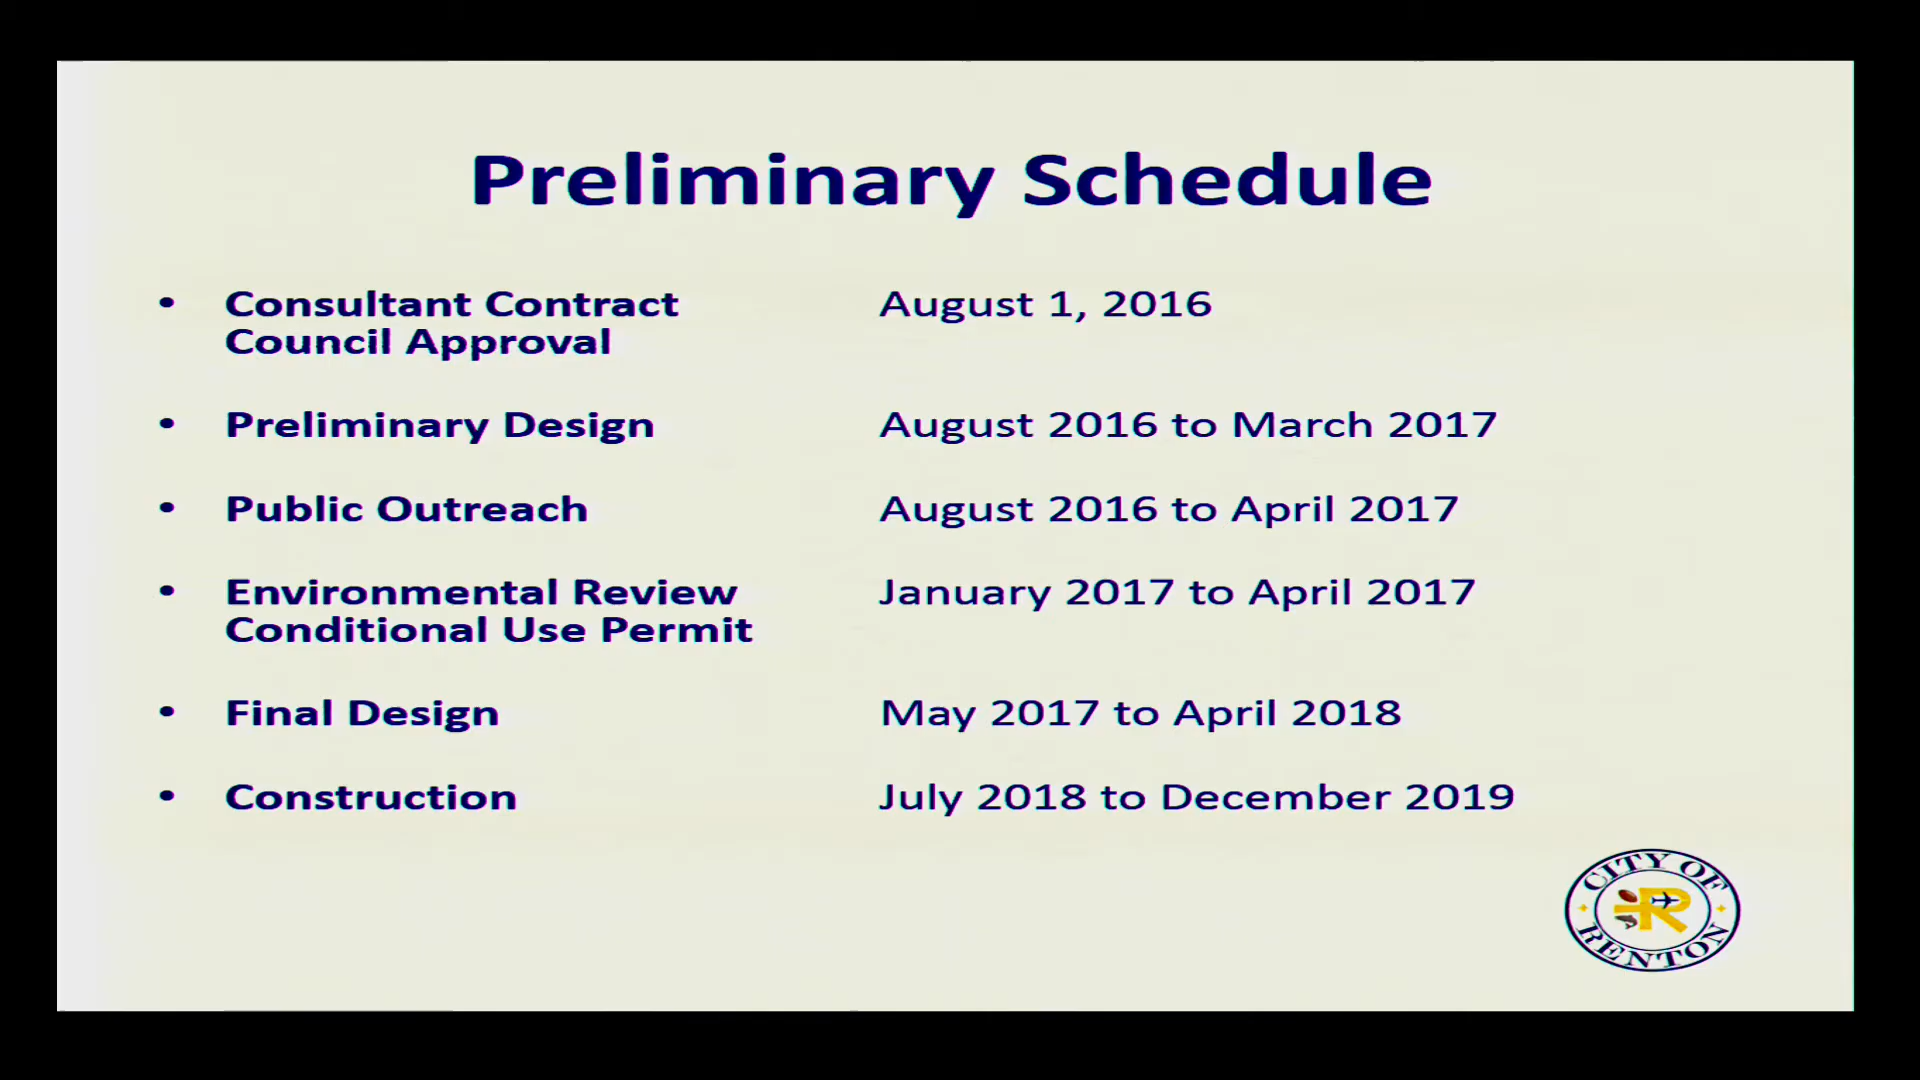 Preliminary Schedule
• Consultant Contract August 1, 2016
Council Approval
• Preliminary Design August 2016 to March 2017
• Public Outreach August 2016 to April 2017
• Environmental Review January 2017 to April 2017
Conditional Use Permit
• Final Design May 2017 to April 2018
• Construction July 2018 to December 2019
CITY OF
R
RENTON